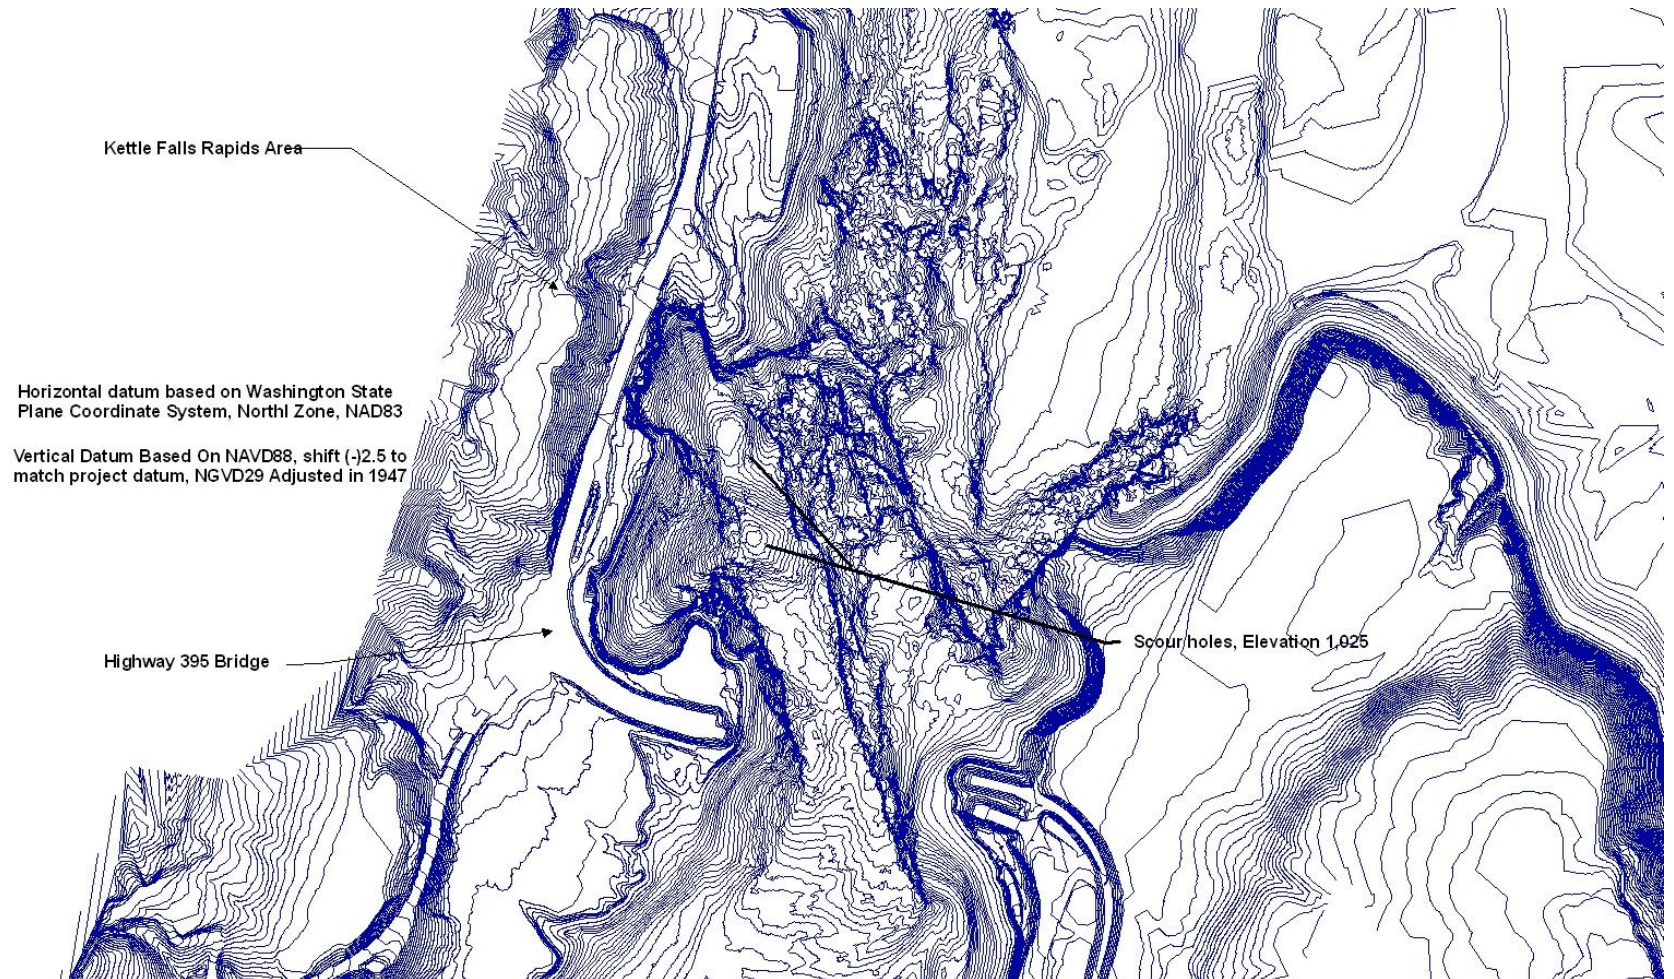 Kettle Falls Rapids Area
Horizontal datum based on Washington State
Plane Coordinate System, Northl Zone, NAD83
Vertical Datum Based On NAVD88, shift (-)2.5 to
match project datum, NGVD29 Adjusted in 1947
Highway 395 Bridge
Scour holes, Elevation 1,025